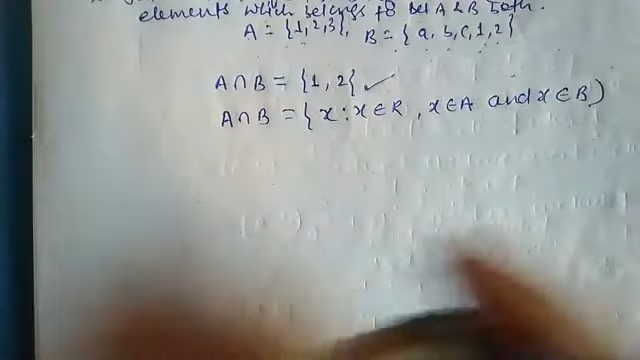 elements which belongs to set A & B both.
A = {1,2,3}, B = {a, b, c, 1, 2}
A∩B = {1, 2} ✓
A∩B = { x : x ∈ R , x ∈ A and x ∈ B )